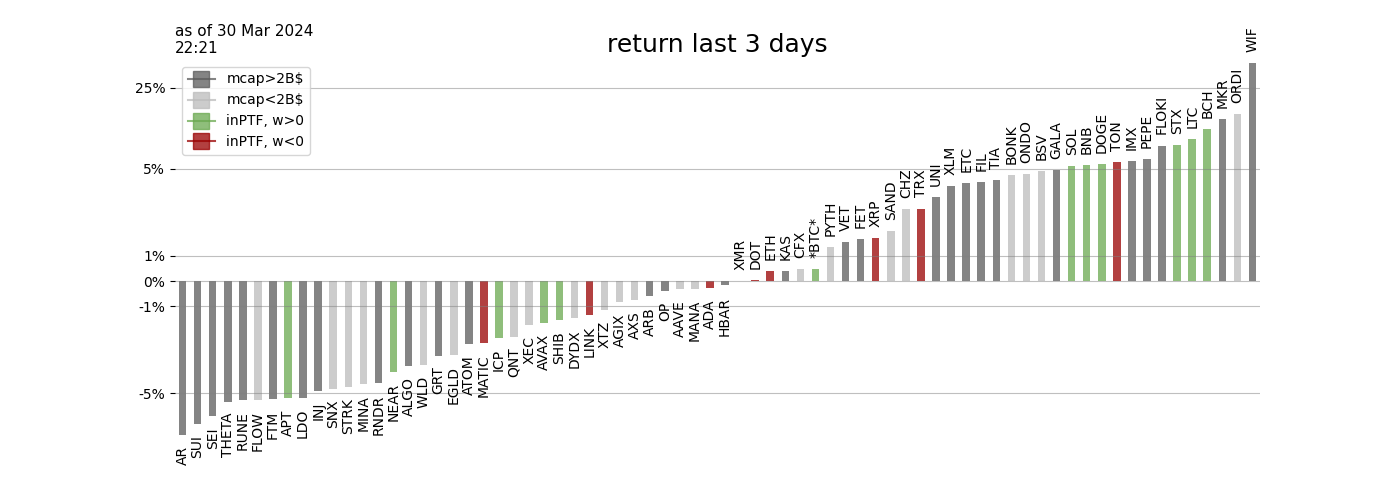 as of 30 Mar 2024
22:21
return last 3 days
mcap>2B$
mcap<2B$
inPTF, w>0
inPTF, w<0
25%
5%
1%
0%
-1%
-5%
AR
SUI
SEI
THETA
RUNE
FLOW
FTM
APT
LDO
INJ
SNX
STRK
MINA
RNDR
NEAR
ALGO
WLD
GRT
EGLD
ATOM
MATIC
ICP
QNT
XEC
AVAX
SHIB
DYDX
LINK
XTZ
AGIX
AXS
ARB
OP
AAVE
MANA
ADA
HBAR
XMR
DOT
ETH
KAS
CFX
*BTC*
PYTH
VET
FET
XRP
SAND
CHZ
TRX
UNI
XLM
ETC
FIL
TIA
BONK
ONDO
BSV
GALA
SOL
BNB
DOGE
TON
IMX
PEPE
FLOKI
STX
LTC
BCH
MKR
ORDI
WIF